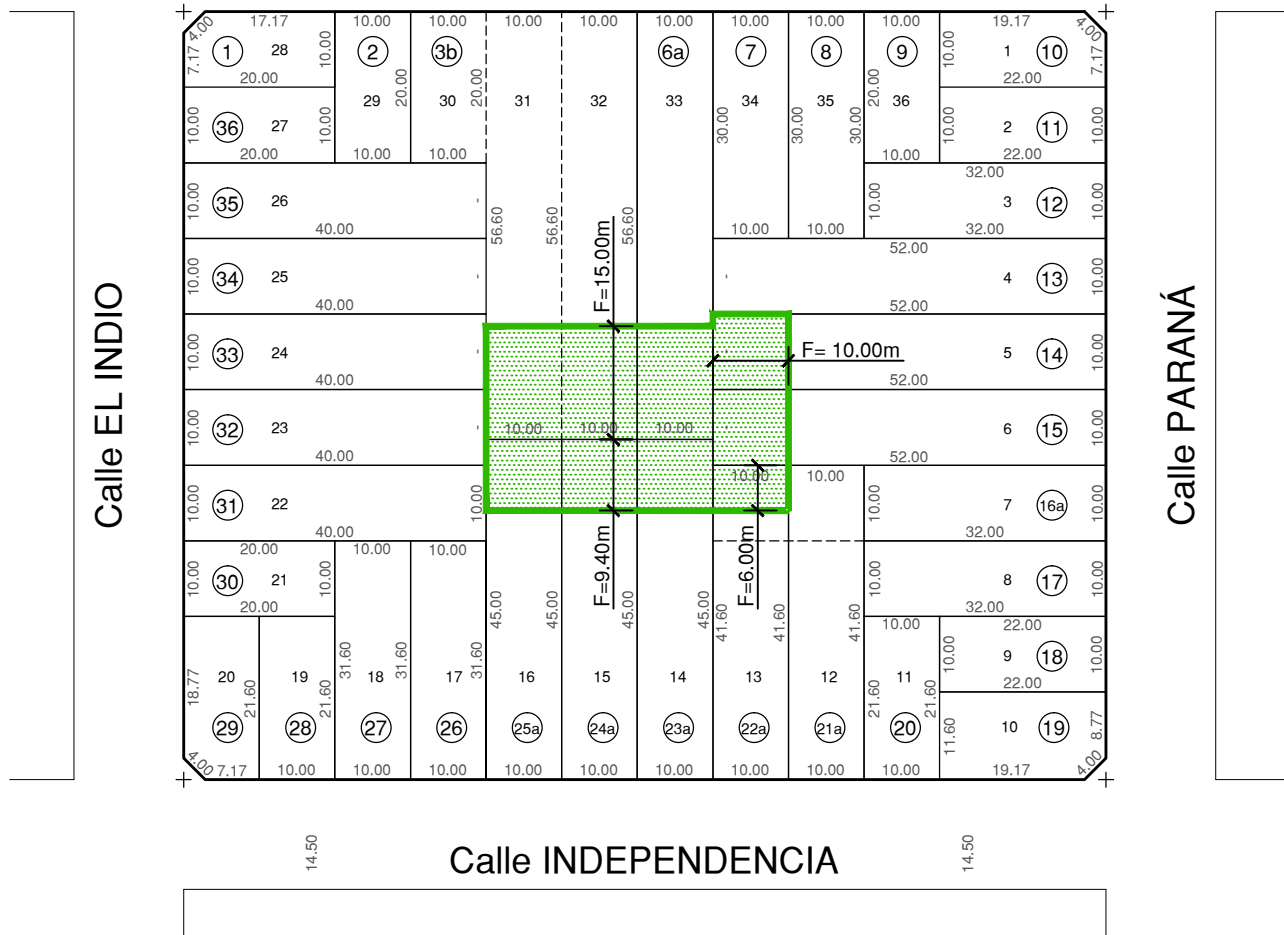 4.00 17.17 10.00 10.00 10.00 10.00 10.00 10.00 10.00 10.00 19.17 4.00
7.17 1 28 10.00 2 3b 6a 7 8 9 10.00 1 10 7.17
20.00 20.00 20.00 20.00 22.00
29 30 31 32 33 34 35 36
10.00 36 27 10.00 30.00 30.00 30.00 10.00 2 11 10.00
20.00 10.00 10.00 10.00 22.00
32.00
10.00 35 26 10.00 3 12 10.00
40.00 56.60 56.60 56.60 10.00 10.00 32.00
52.00
10.00 34 25 F=15.00m 4 13 10.00
40.00 52.00
10.00 33 24 F= 10.00m 5 14 10.00
40.00 52.00
10.00 32 23 10.00 10.00 10.00 6 15 10.00
40.00 52.00
10.00 10.00
10.00 31 22 10.00 10.00 7 16a 10.00
40.00 32.00
20.00 10.00 10.00
10.00 30 21 10.00 F=9.40m F=6.00m 10.00 8 17 10.00
20.00 32.00
45.00 45.00 45.00 45.00 41.60 41.60 41.60
10.00 22.00
18.77 31.60 31.60 31.60 10.00 9 18 10.00
20 19 18 17 16 15 14 13 12 11
21.60 21.60 21.60 21.60 22.00
29 28 27 26 25a 24a 23a 22a 21a 20 11.60 10 19 8.77
4.00 7.17 10.00 10.00 10.00 10.00 10.00 10.00 10.00 10.00 10.00 19.17 4.00
Calle EL INDIO
Calle PARANÁ
14.50 14.50
Calle INDEPENDENCIA